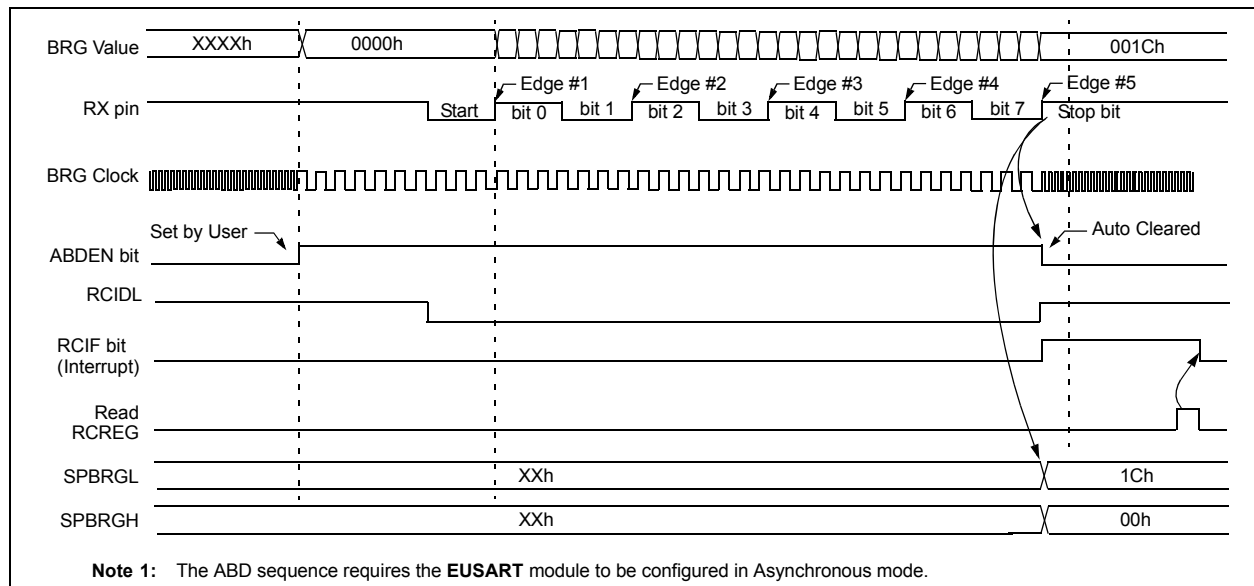 BRG Value XXXXh 0000h 001Ch
Edge #1 Edge #2 Edge #3 Edge #4 Edge #5
RX pin Start bit 0 bit 1 bit 2 bit 3 bit 4 bit 5 bit 6 bit 7 Stop bit
BRG Clock
Set by User Auto Cleared
ABDEN bit
RCIDL
RCIF bit
(Interrupt)
Read
RCREG
SPBRGL XXh 1Ch
SPBRGH XXh 00h
Note 1: The ABD sequence requires the EUSART module to be configured in Asynchronous mode.